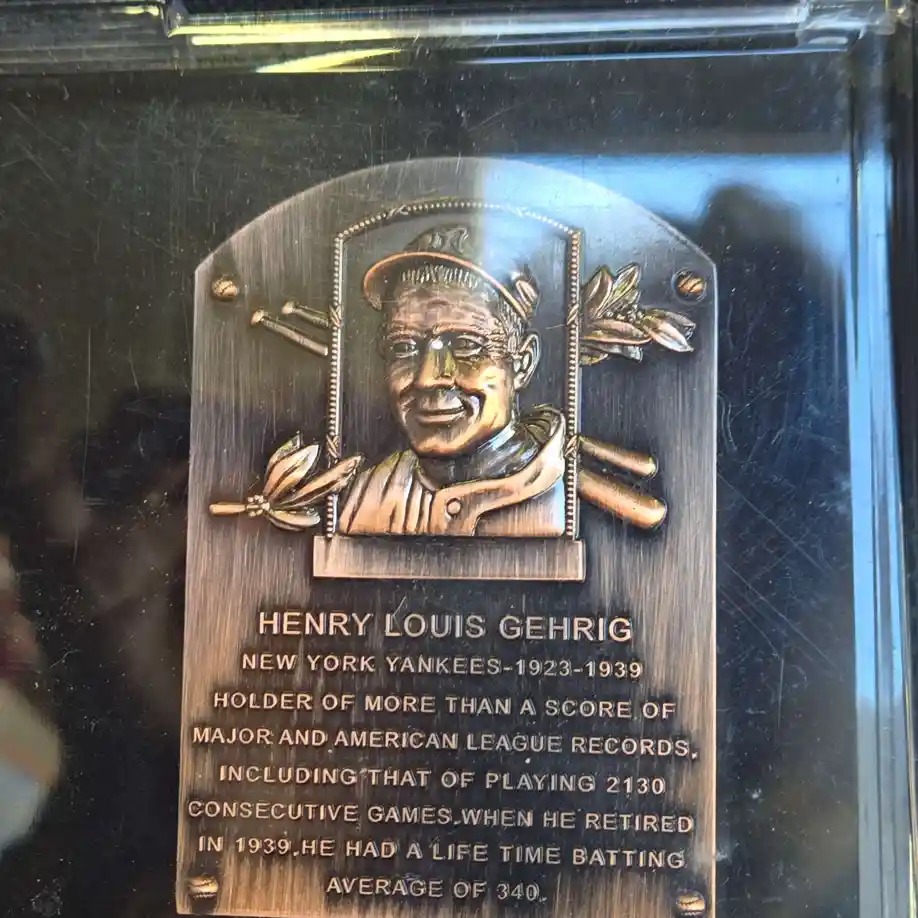 HENRY LOUIS GEHRIG
NEW YORK YANKEES-1923-1939
HOLDER OF MORE THAN A SCORE OF
MAJOR AND AMERICAN LEAGUE RECORDS,
INCLUDING THAT OF PLAYING 2130
CONSECUTIVE GAMES.WHEN HE RETIRED
IN 1939.HE HAD A LIFE TIME BATTING
AVERAGE OF 340.